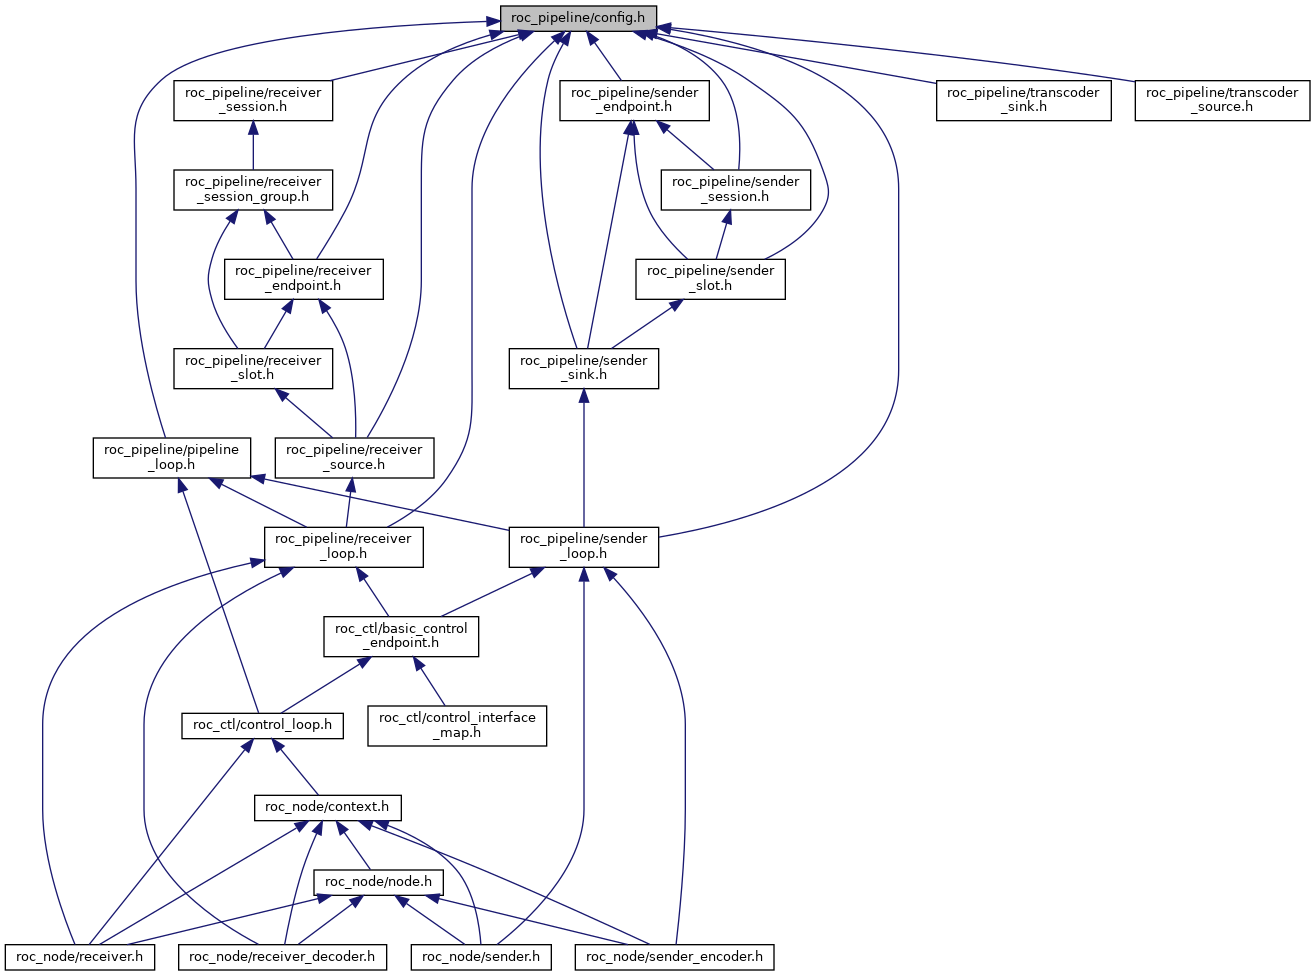 roc_pipeline/config.h
roc_pipeline/receiver
_session.h
roc_pipeline/sender
_endpoint.h
roc_pipeline/transcoder
_sink.h
roc_pipeline/transcoder
_source.h
roc_pipeline/receiver
_session_group.h
roc_pipeline/sender
_session.h
roc_pipeline/receiver
_endpoint.h
roc_pipeline/sender
_slot.h
roc_pipeline/receiver
_slot.h
roc_pipeline/sender
_sink.h
roc_pipeline/pipeline
_loop.h
roc_pipeline/receiver
_source.h
roc_pipeline/receiver
_loop.h
roc_pipeline/sender
_loop.h
roc_ctl/basic_control
_endpoint.h
roc_ctl/control_loop.h
roc_ctl/control_interface
_map.h
roc_node/context.h
roc_node/node.h
roc_node/receiver.h
roc_node/receiver_decoder.h
roc_node/sender.h
roc_node/sender_encoder.h